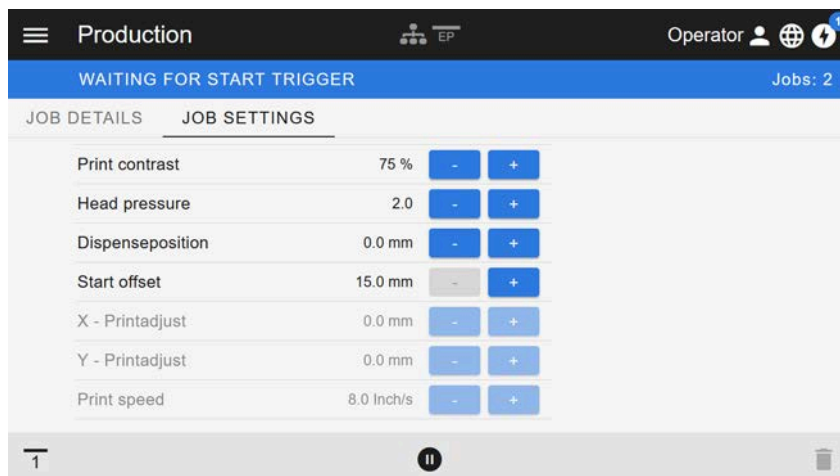 Production EP Operator 1
WAITING FOR START TRIGGER Jobs: 2
JOB DETAILS JOB SETTINGS
Print contrast 75 % - +
Head pressure 2.0 - +
Dispenseposition 0.0 mm - +
Start offset 15.0 mm - +
X - Printadjust 0.0 mm - +
Y - Printadjust 0.0 mm - +
Print speed 8.0 Inch/s - +
1